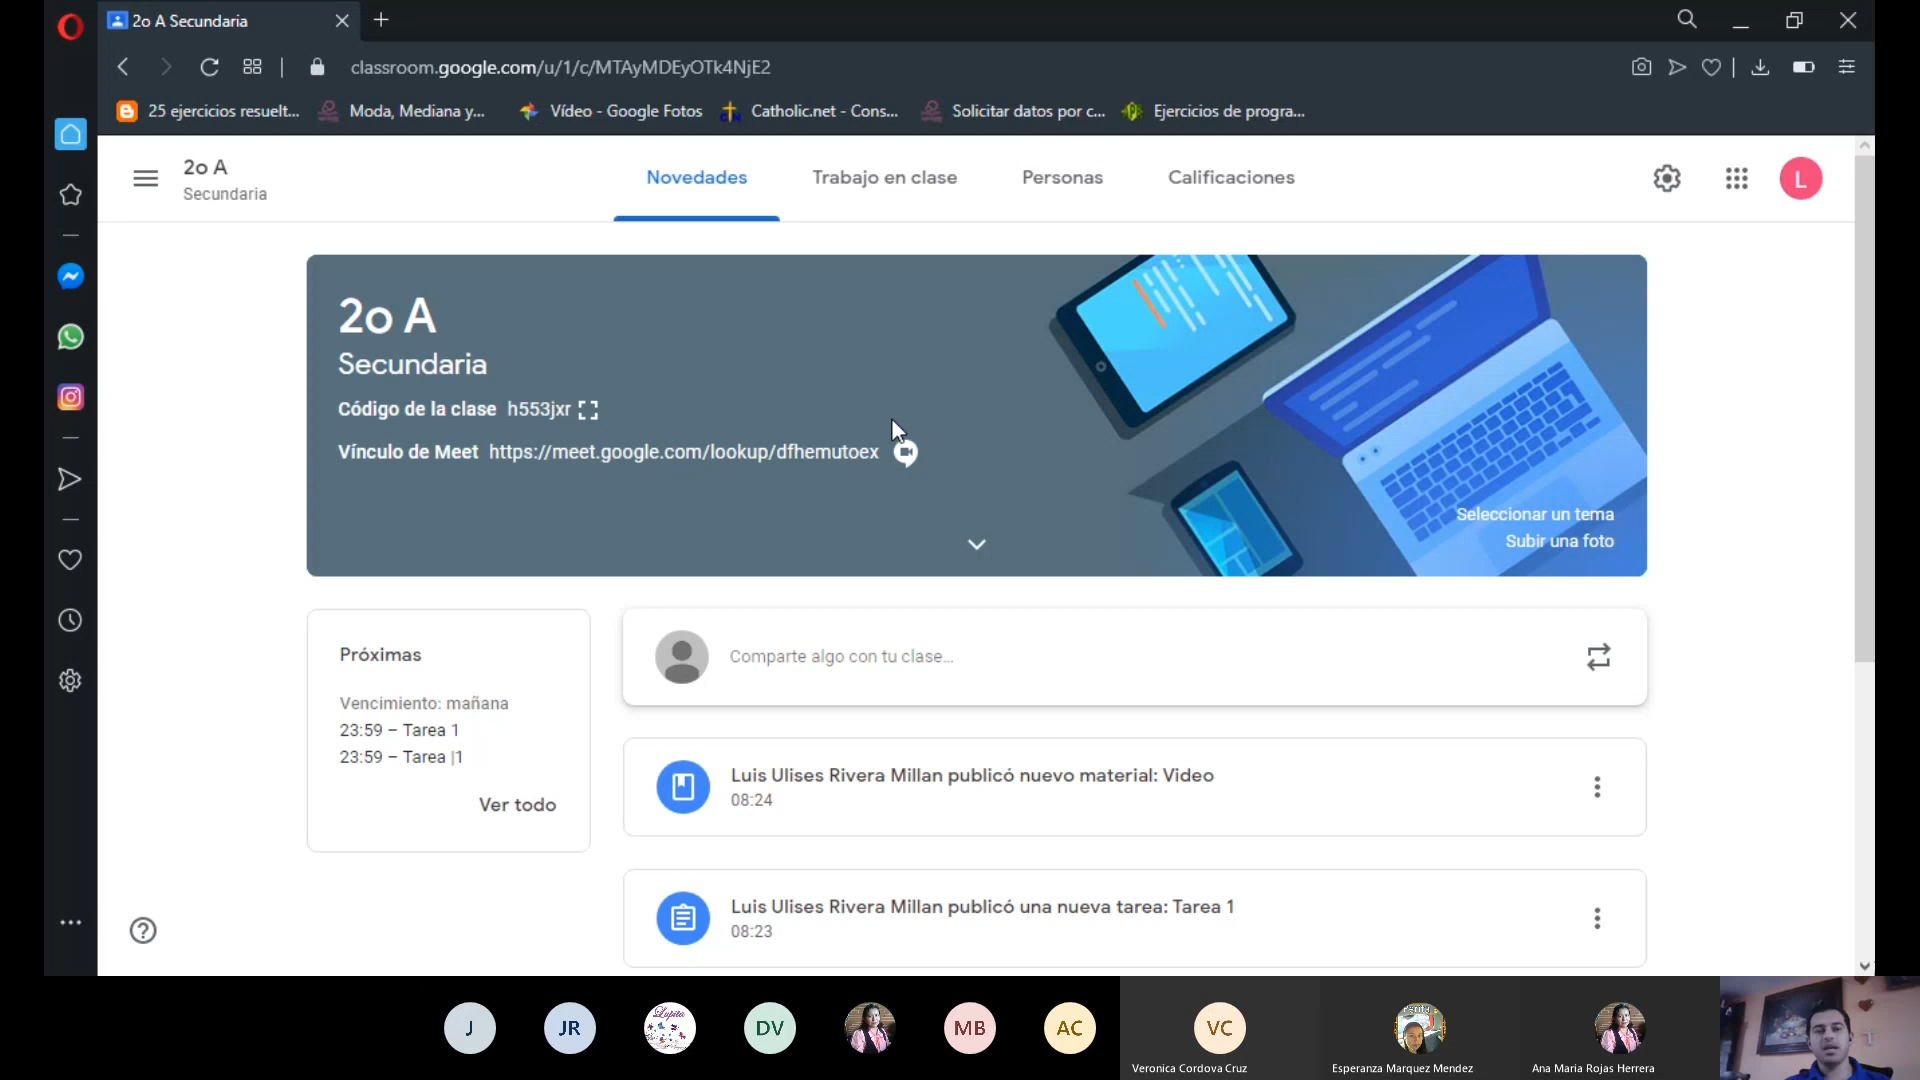 2o A Secundaria
classroom.google.com/u/1/c/MTAyMDEyOTk4NjE2
25 ejercicios resuelt...
Moda, Mediana y...
Vídeo - Google Fotos
Catholic.net - Cons...
Solicitar datos por c...
Ejercicios de progra...
2o A
Secundaria
Novedades
Trabajo en clase
Personas
Calificaciones
L
2o A
Secundaria
Código de la clase h553jxr
Vínculo de Meet https://meet.google.com/lookup/dfhemutoex
Seleccionar un tema
Subir una foto
Próximas
Vencimiento: mañana
23:59 – Tarea 1
23:59 – Tarea |1
Ver todo
Comparte algo con tu clase...
Luis Ulises Rivera Millan publicó nuevo material: Video
08:24
Luis Ulises Rivera Millan publicó una nueva tarea: Tarea 1
08:23
J
JR
Lupita
DV
MB
AC
VC
Veronica Cordova Cruz
Esperanza Marquez Mendez
Ana Maria Rojas Herrera